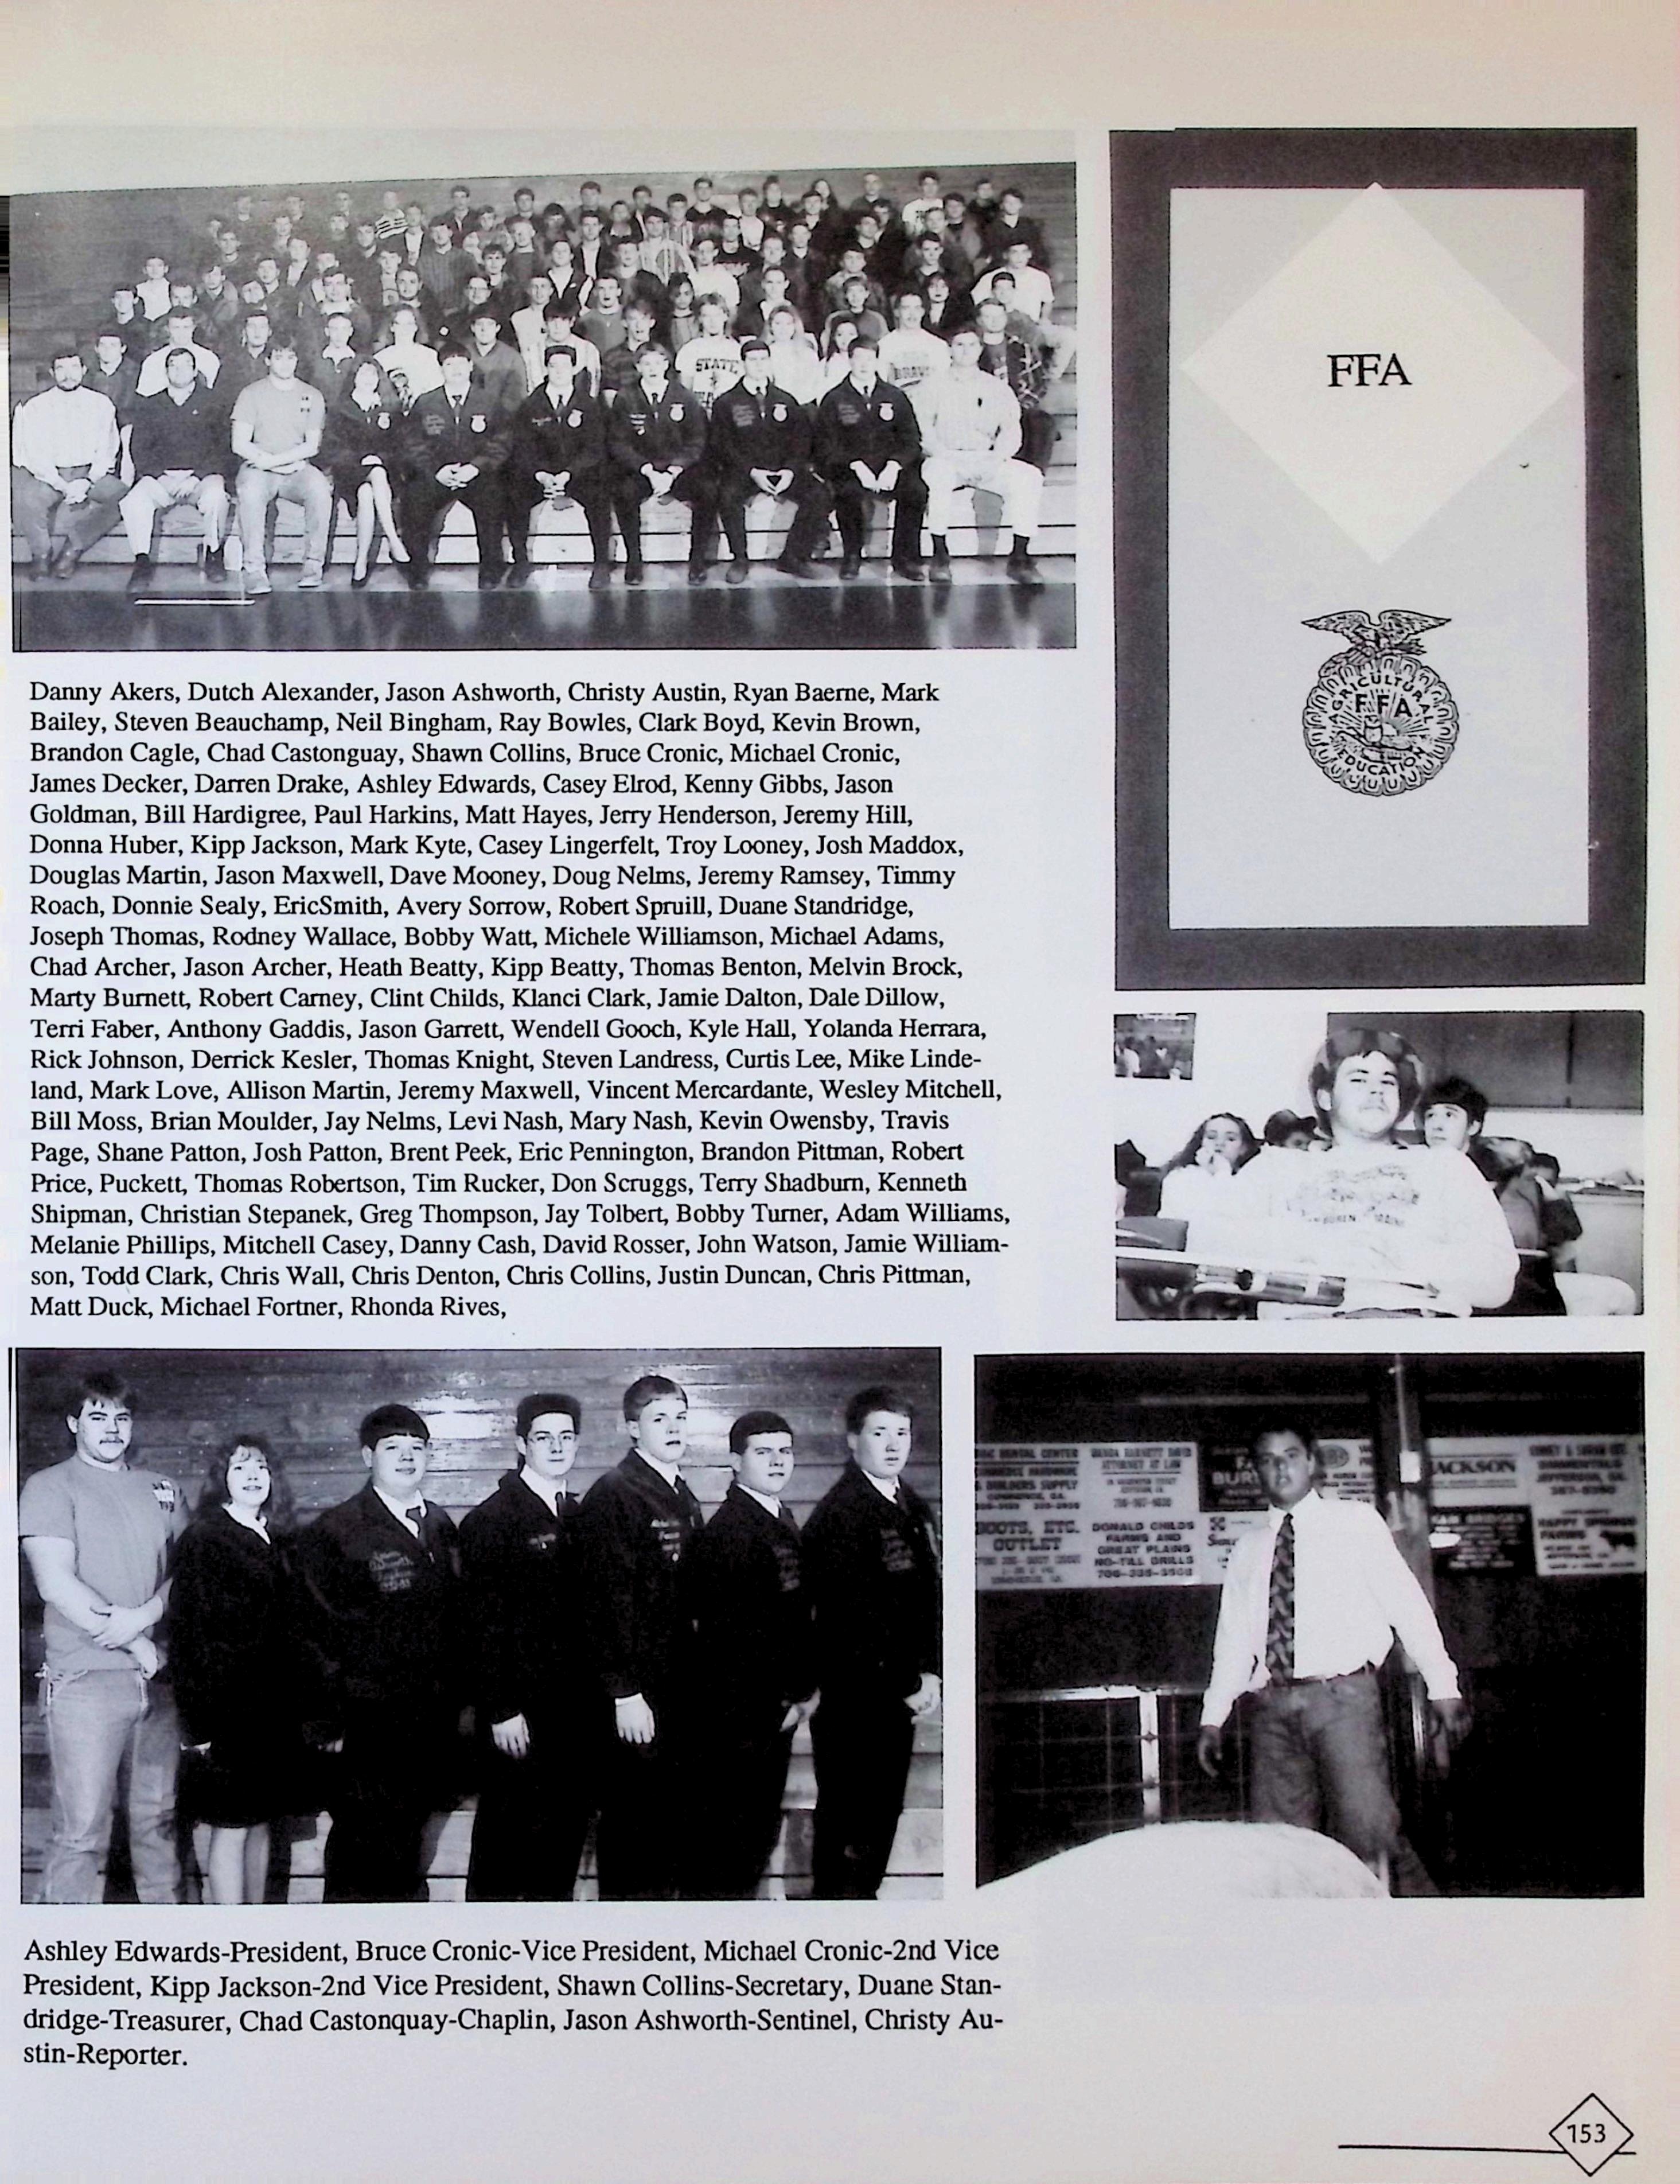 FFA
AGRICULTURAL
FFA
EDUCATION
STATE
Danny Akers, Dutch Alexander, Jason Ashworth, Christy Austin, Ryan Baerne, Mark
Bailey, Steven Beauchamp, Neil Bingham, Ray Bowles, Clark Boyd, Kevin Brown,
Brandon Cagle, Chad Castonguay, Shawn Collins, Bruce Cronic, Michael Cronic,
James Decker, Darren Drake, Ashley Edwards, Casey Elrod, Kenny Gibbs, Jason
Goldman, Bill Hardigree, Paul Harkins, Matt Hayes, Jerry Henderson, Jeremy Hill,
Donna Huber, Kipp Jackson, Mark Kyte, Casey Lingerfelt, Troy Looney, Josh Maddox,
Douglas Martin, Jason Maxwell, Dave Mooney, Doug Nelms, Jeremy Ramsey, Timmy
Roach, Donnie Sealy, EricSmith, Avery Sorrow, Robert Spruill, Duane Standridge,
Joseph Thomas, Rodney Wallace, Bobby Watt, Michele Williamson, Michael Adams,
Chad Archer, Jason Archer, Heath Beatty, Kipp Beatty, Thomas Benton, Melvin Brock,
Marty Burnett, Robert Carney, Clint Childs, Klanci Clark, Jamie Dalton, Dale Dillow,
Terri Faber, Anthony Gaddis, Jason Garrett, Wendell Gooch, Kyle Hall, Yolanda Herrara,
Rick Johnson, Derrick Kesler, Thomas Knight, Steven Landress, Curtis Lee, Mike Linde-
land, Mark Love, Allison Martin, Jeremy Maxwell, Vincent Mercardante, Wesley Mitchell,
Bill Moss, Brian Moulder, Jay Nelms, Levi Nash, Mary Nash, Kevin Owensby, Travis
Page, Shane Patton, Josh Patton, Brent Peek, Eric Pennington, Brandon Pittman, Robert
Price, Puckett, Thomas Robertson, Tim Rucker, Don Scruggs, Terry Shadburn, Kenneth
Shipman, Christian Stepanek, Greg Thompson, Jay Tolbert, Bobby Turner, Adam Williams,
Melanie Phillips, Mitchell Casey, Danny Cash, David Rosser, John Watson, Jamie William-
son, Todd Clark, Chris Wall, Chris Denton, Chris Collins, Justin Duncan, Chris Pittman,
Matt Duck, Michael Fortner, Rhonda Rives,
RENTAL CENTER
BUILDERS SUPPLY
BOOTS, ETC.
OUTLET
ATTORNEY AT LAW
DONALD CHILDS
FARMS AND
GREAT PLAINS
NO-TILL DRILLS
JACKSON
Ashley Edwards-President, Bruce Cronic-Vice President, Michael Cronic-2nd Vice
President, Kipp Jackson-2nd Vice President, Shawn Collins-Secretary, Duane Stan-
dridge-Treasurer, Chad Castonquay-Chaplin, Jason Ashworth-Sentinel, Christy Au-
stin-Reporter.
153